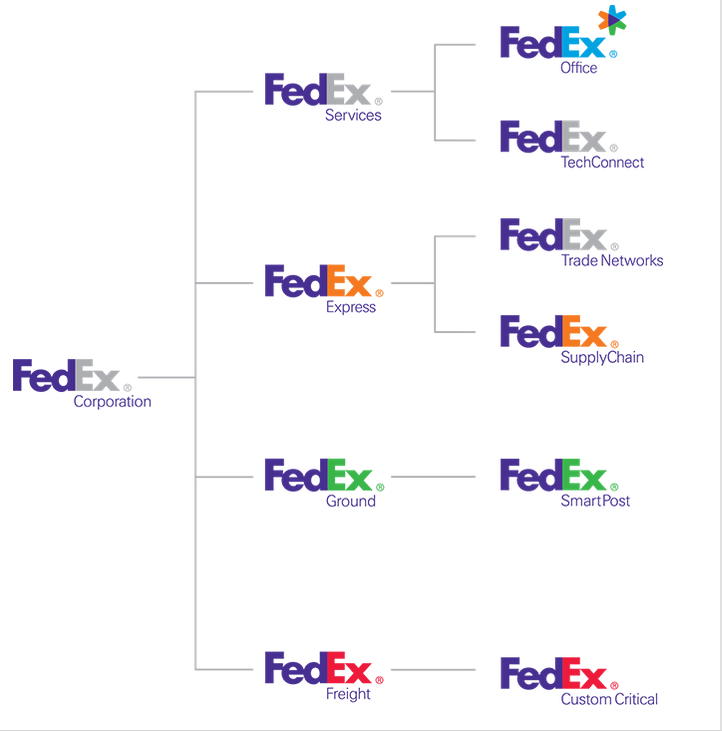 FedEx®
Office
FedEx®
Services
FedEx®
TechConnect
FedEx®
Trade Networks
FedEx®
Express
FedEx®
SupplyChain
FedEx®
Corporation
FedEx®
Ground
FedEx®
SmartPost
FedEx®
Freight
FedEx®
Custom Critical